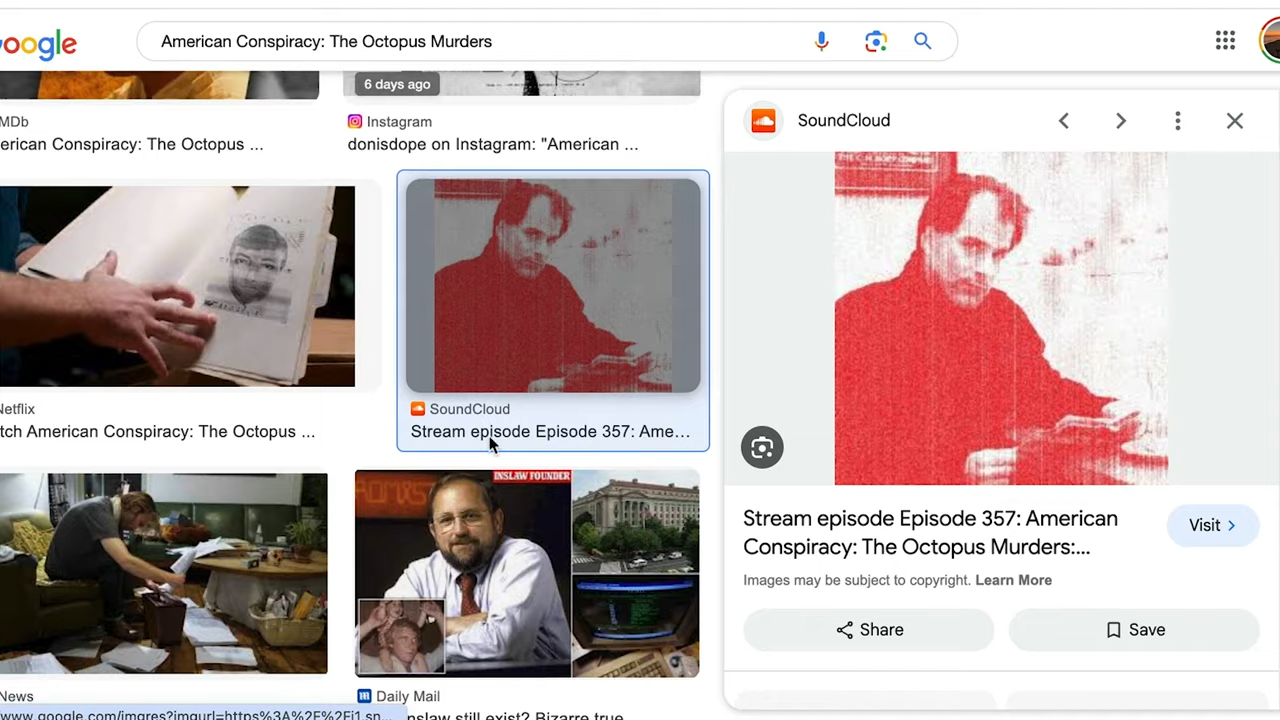 oogle
American Conspiracy: The Octopus Murders
6 days ago
MDb
erican Conspiracy: The Octopus ...
Instagram
donisdope on Instagram: "American ...
Netflix
tch American Conspiracy: The Octopus ...
SoundCloud
Stream episode Episode 357: Ame...
INSLAW FOUNDER
News
Daily Mail
nslaw still exist? Bizarre true
www.google.com/imgres?imgurl=https%3A%2F%2Fi1.sn...
SoundCloud
Stream episode Episode 357: American
Conspiracy: The Octopus Murders:...
Visit
Images may be subject to copyright. Learn More
Share
Save